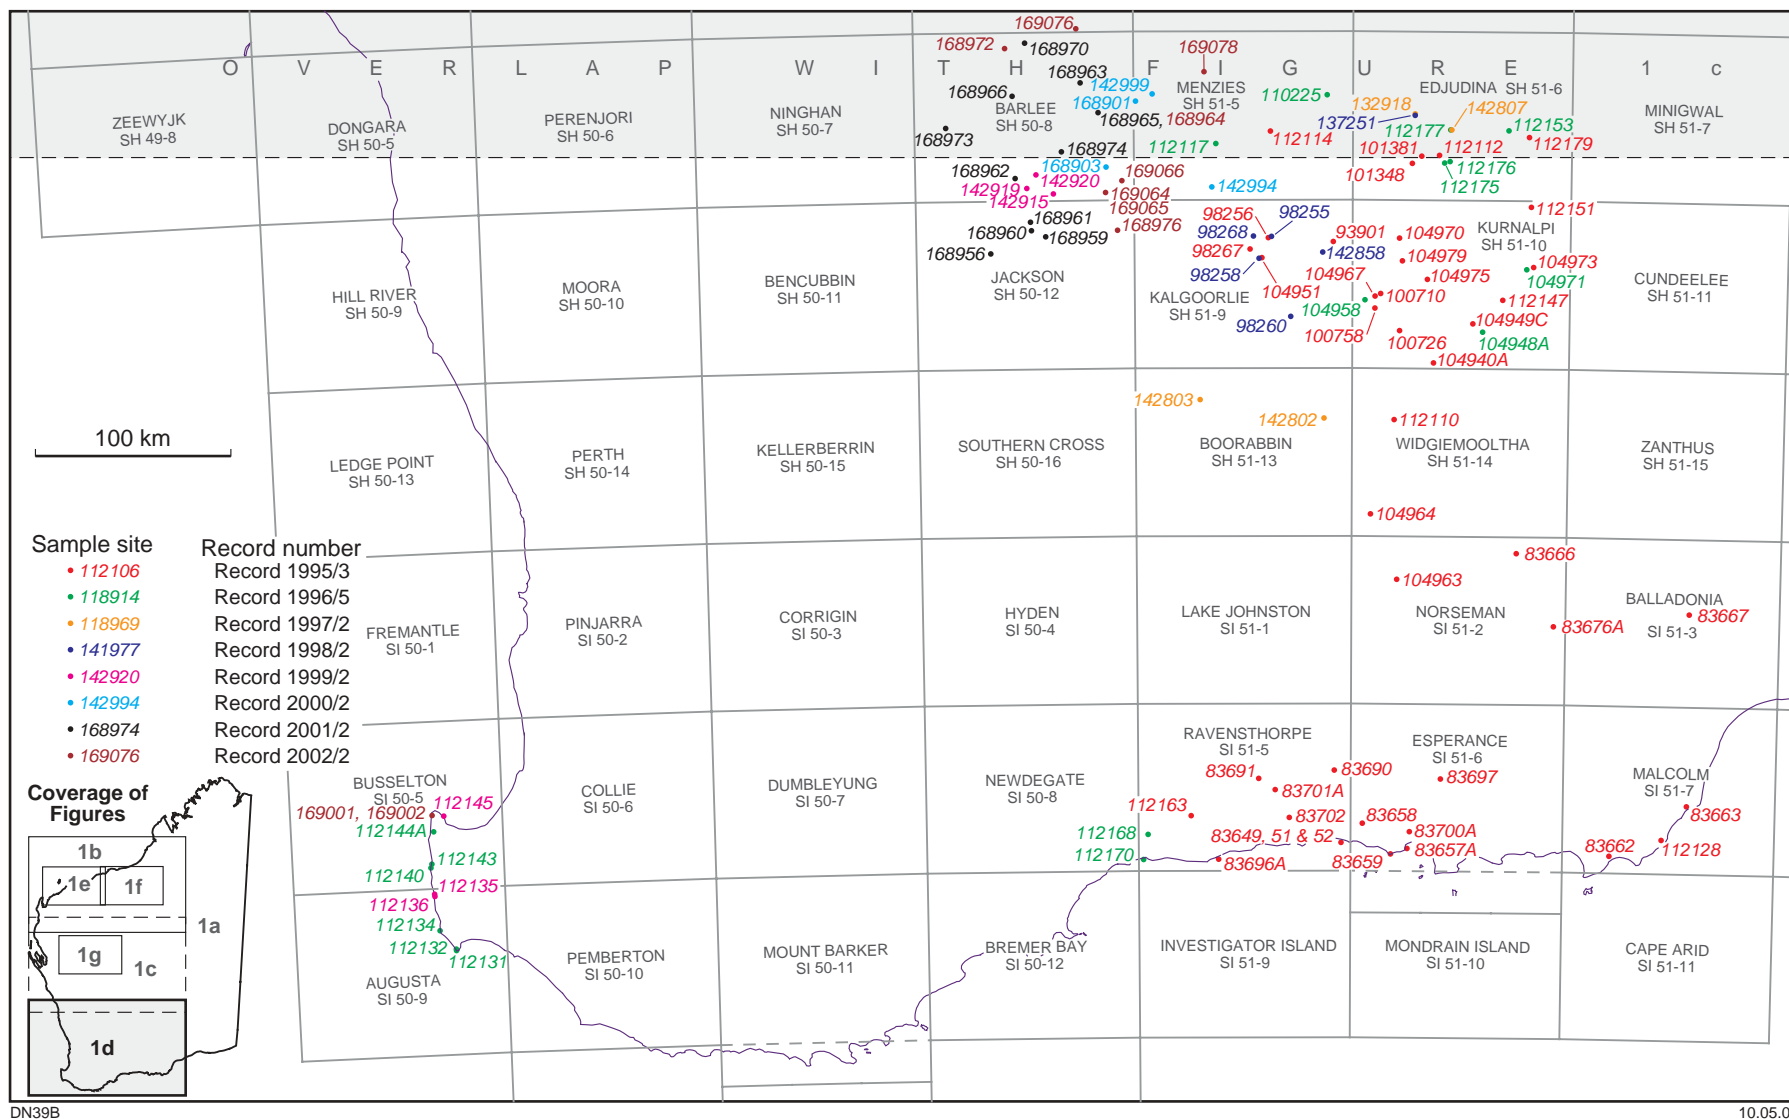 OVERLAP WITH FIGURE 1c
169076
168972
168970
169078
168963
142999
168966
168901
168965, 168964
110225
132918
137251
142807
112177
112153
112179
168973
168974
112117
112114
101381
112112
101348
112176
112175
168903
169066
168962
142920
142919
142915
169064
169065
142994
ZEEWYJK
SH 49-8
DONGARA
SH 50-5
PERENJORI
SH 50-6
NINGHAN
SH 50-7
BARLEE
SH 50-8
MENZIES
SH 51-5
EDJUDINA SH 51-6
MINIGWAL
SH 51-7
168961
168960
168959
168976
168956
98256
98255
98268
98267
98258
93901
142858
104951
98260
104967
104958
100758
104970
104979
104975
100710
100726
112151
104973
104971
112147
104949C
104948A
104940A
HILL RIVER
SH 50-9
MOORA
SH 50-10
BENCUBBIN
SH 50-11
JACKSON
SH 50-12
KALGOORLIE
SH 51-9
KURNALPI
SH 51-10
CUNDEELEE
SH 51-11
100 km
142803
142802
112110
104964
LEDGE POINT
SH 50-13
PERTH
SH 50-14
KELLERBERRIN
SH 50-15
SOUTHERN CROSS
SH 50-16
BOORABBIN
SH 51-13
WIDGIEMOOLTHA
SH 51-14
ZANTHUS
SH 51-15
Sample site Record number
112106 Record 1995/3
118914 Record 1996/5
118969 Record 1997/2
141977 Record 1998/2
142920 Record 1999/2
142994 Record 2000/2
168974 Record 2001/2
169076 Record 2002/2
83666
104963
83667
83676A
FREMANTLE
SI 50-1
PINJARRA
SI 50-2
CORRIGIN
SI 50-3
HYDEN
SI 50-4
LAKE JOHNSTON
SI 51-1
NORSEMAN
SI 51-2
BALLADONIA
SI 51-3
BUSSELTON
SI 50-5
COLLIE
SI 50-6
DUMBLEYUNG
SI 50-7
NEWDEGATE
SI 50-8
RAVENSTHORPE
SI 51-5
ESPERANCE
SI 51-6
MALCOLM
SI 51-7
112145
169001, 169002
112144A
112143
112140
112135
112136
112134
112132
112131
83691
83690
83701A
83697
112163
83702
83658
83649, 51 & 52
83700A
83657A
83659
83696A
112168
112170
83663
83662
112128
AUGUSTA
SI 50-9
PEMBERTON
SI 50-10
MOUNT BARKER
SI 50-11
BREMER BAY
SI 50-12
INVESTIGATOR ISLAND
SI 51-9
MONDRAIN ISLAND
SI 51-10
CAPE ARID
SI 51-11
Coverage of
Figures
1b
1e
1f
1a
1g
1c
1d
DN39B
10.05.0